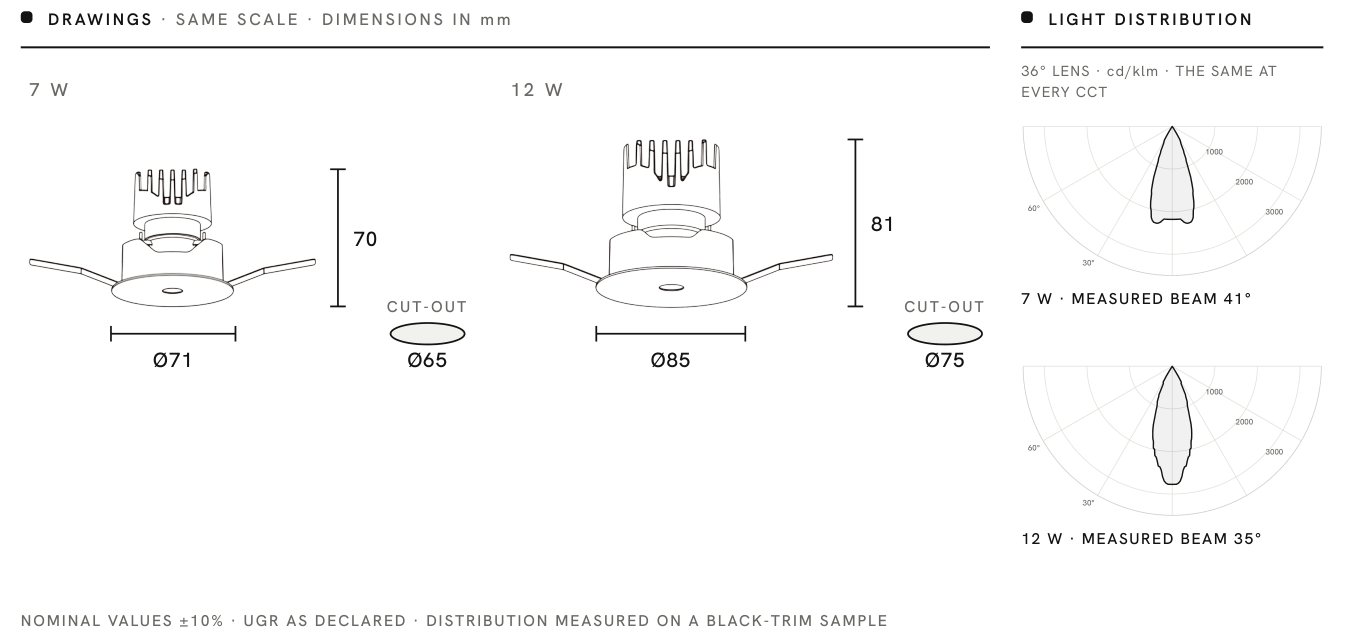 DRAWINGS · SAME SCALE · DIMENSIONS IN mm
7 W
12 W
70
81
CUT-OUT
CUT-OUT
Ø71
Ø65
Ø85
Ø75
LIGHT DISTRIBUTION
36° LENS · cd/klm · THE SAME AT
EVERY CCT
1000
2000
3000
60°
30°
7 W · MEASURED BEAM 41°
1000
2000
3000
60°
30°
12 W · MEASURED BEAM 35°
NOMINAL VALUES ±10% · UGR AS DECLARED · DISTRIBUTION MEASURED ON A BLACK-TRIM SAMPLE